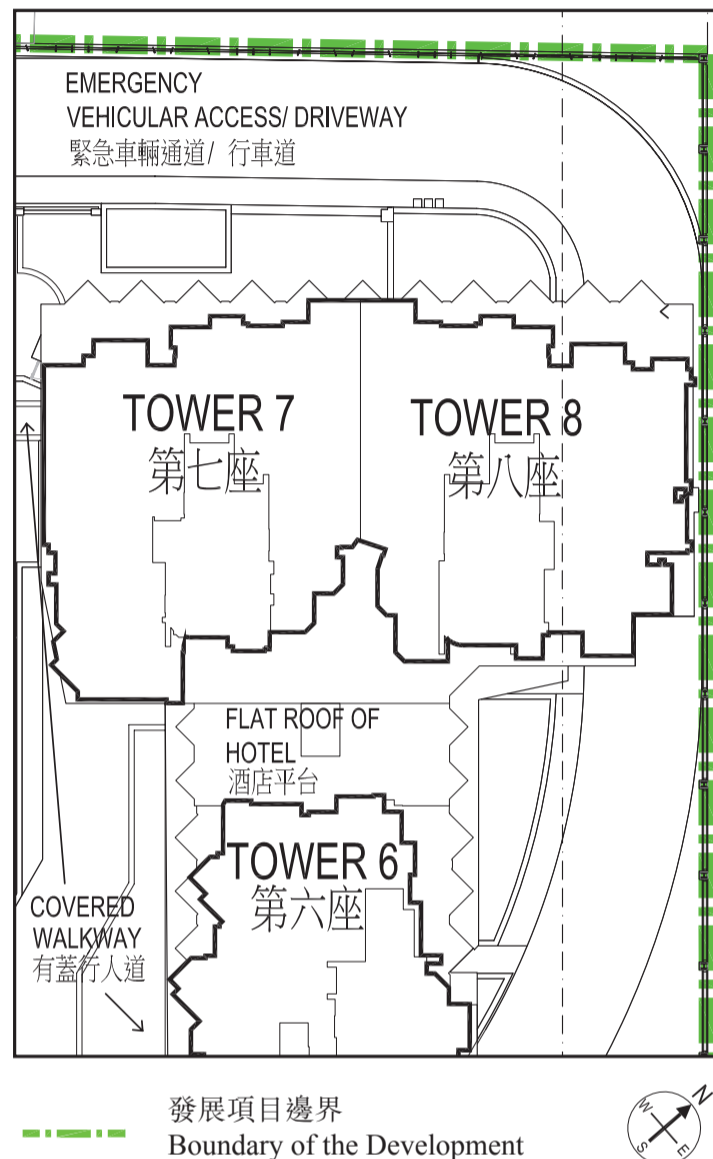 EMERGENCY
VEHICULAR ACCESS/ DRIVEWAY
緊急車輛通道/ 行車道
TOWER 7
第七座
TOWER 8
第八座
FLAT ROOF OF
HOTEL
酒店平台
TOWER 6
第六座
COVERED
WALKWAY
有蓋行人道
發展項目邊界
Boundary of the Development
N
W
E
S